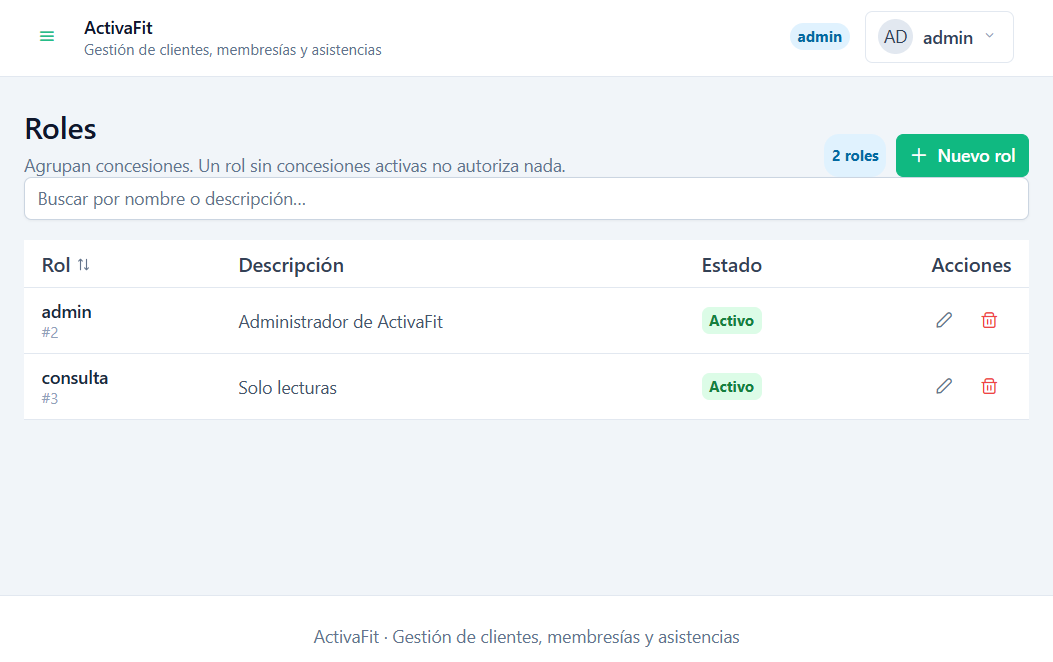 ActivaFit
Gestión de clientes, membresías y asistencias
admin
AD admin
Roles
Agrupan concesiones. Un rol sin concesiones activas no autoriza nada.
2 roles
+ Nuevo rol
Buscar por nombre o descripción...
Rol Descripción Estado Acciones
admin
#2
Administrador de ActivaFit
Activo
consulta
#3
Solo lecturas
Activo
ActivaFit · Gestión de clientes, membresías y asistencias